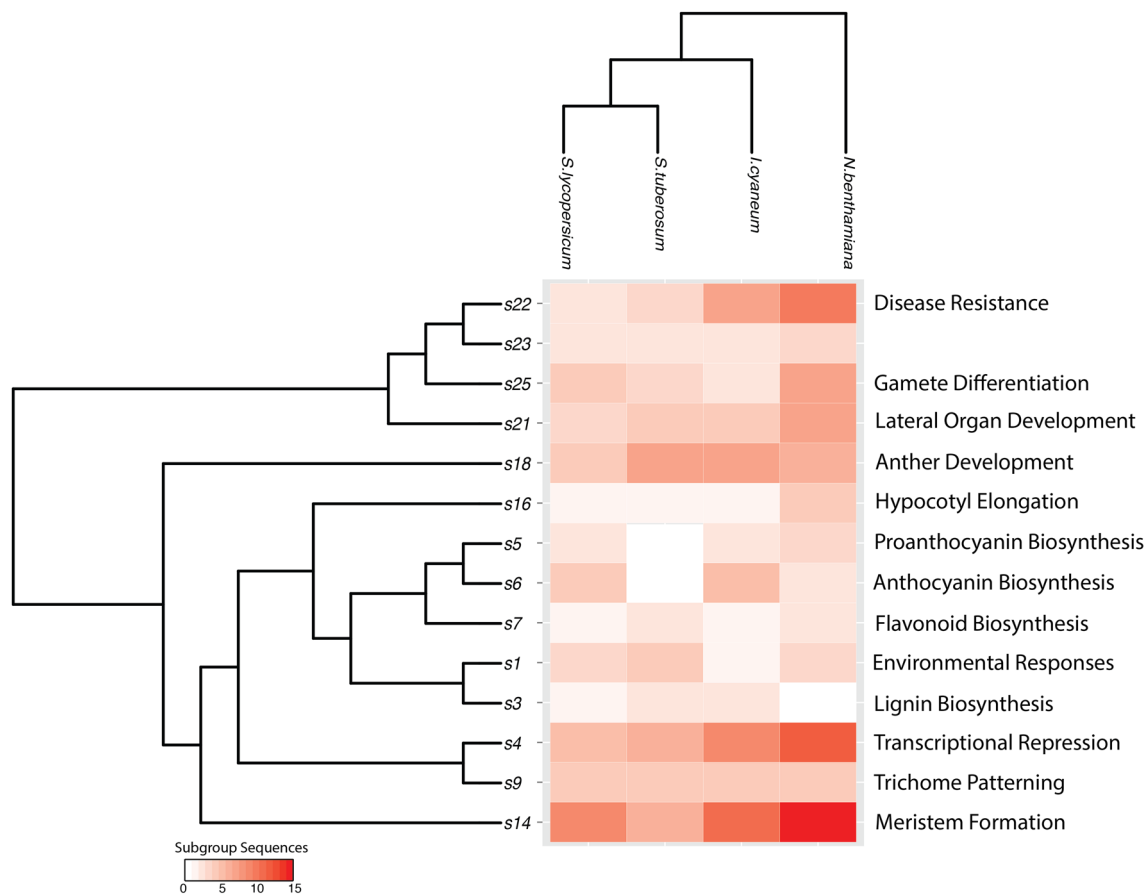 S.lycopersicum
S.tuberosum
I.cyaneum
N.benthamiana
s22 Disease Resistance
s23
s25 Gamete Differentiation
s21 Lateral Organ Development
s18 Anther Development
s16 Hypocotyl Elongation
s5 Proanthocyanin Biosynthesis
s6 Anthocyanin Biosynthesis
s7 Flavonoid Biosynthesis
s1 Environmental Responses
s3 Lignin Biosynthesis
s4 Transcriptional Repression
s9 Trichome Patterning
s14 Meristem Formation
Subgroup Sequences
0 5 10 15